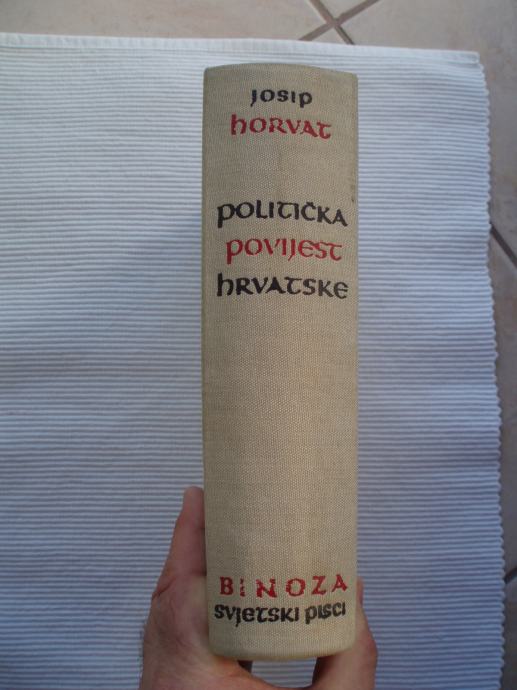 Josip
Horvat
Politička
Povijest
Hrvatske
BINOZA
Svjetski pisci